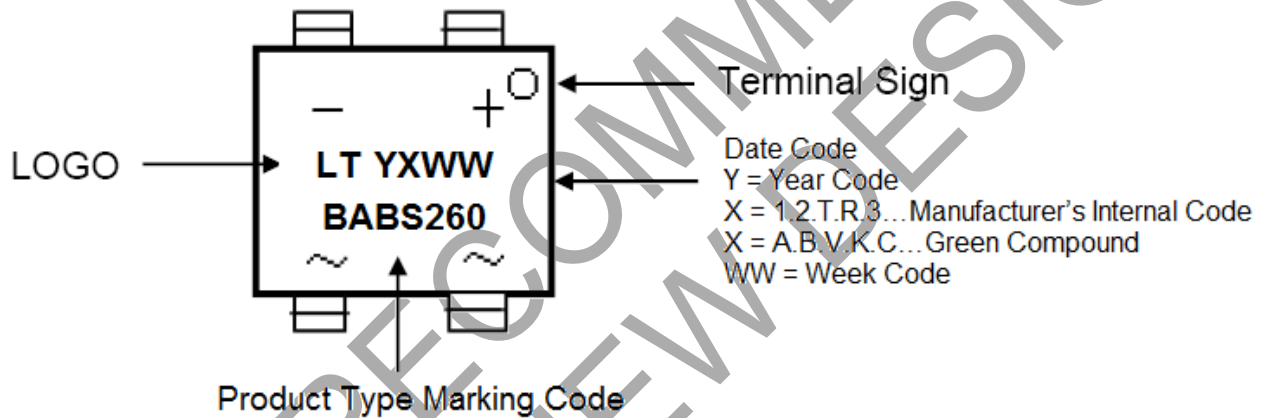 Terminal Sign
− +
LOGO
LT YXWW
BABS260
~ ~
Date Code
Y = Year Code
X = 1.2.T.R.3...Manufacturer's Internal Code
X = A.B.V.K.C...Green Compound
WW = Week Code
Product Type Marking Code